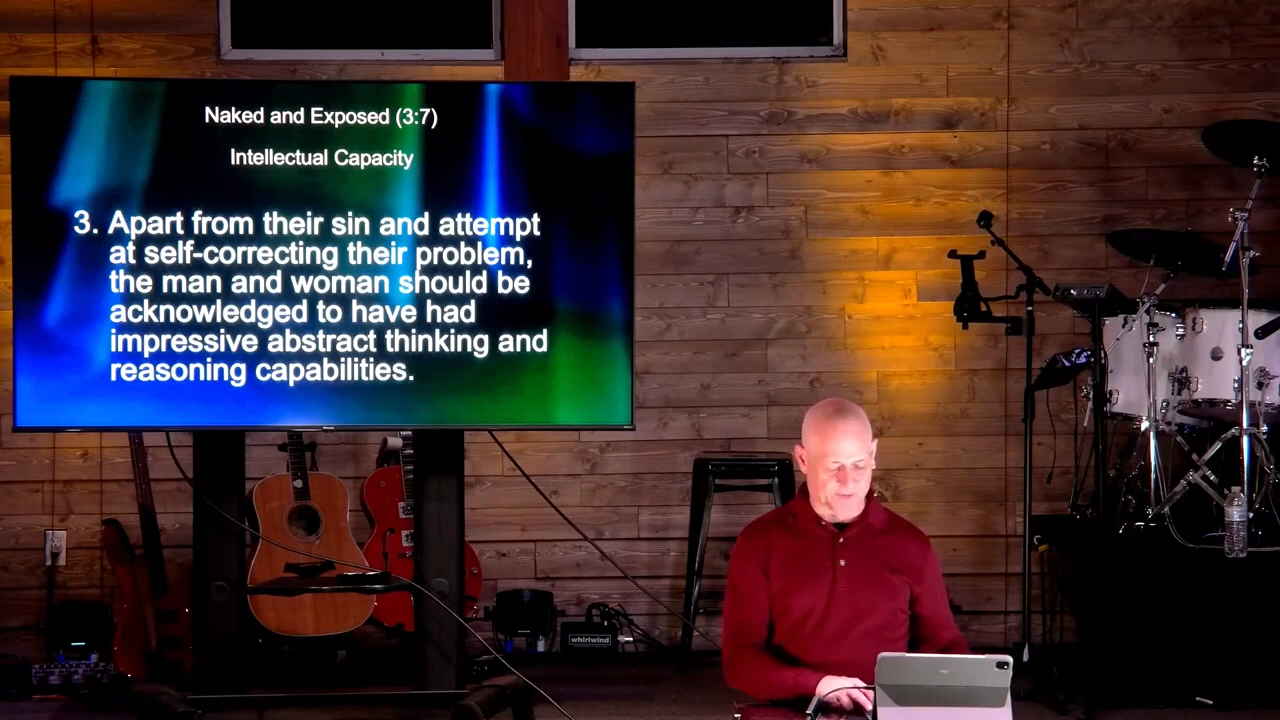 Naked and Exposed (3:7)
Intellectual Capacity
3. Apart from their sin and attempt
at self-correcting their problem,
the man and woman should be
acknowledged to have had
impressive abstract thinking and
reasoning capabilities.
whirlwind